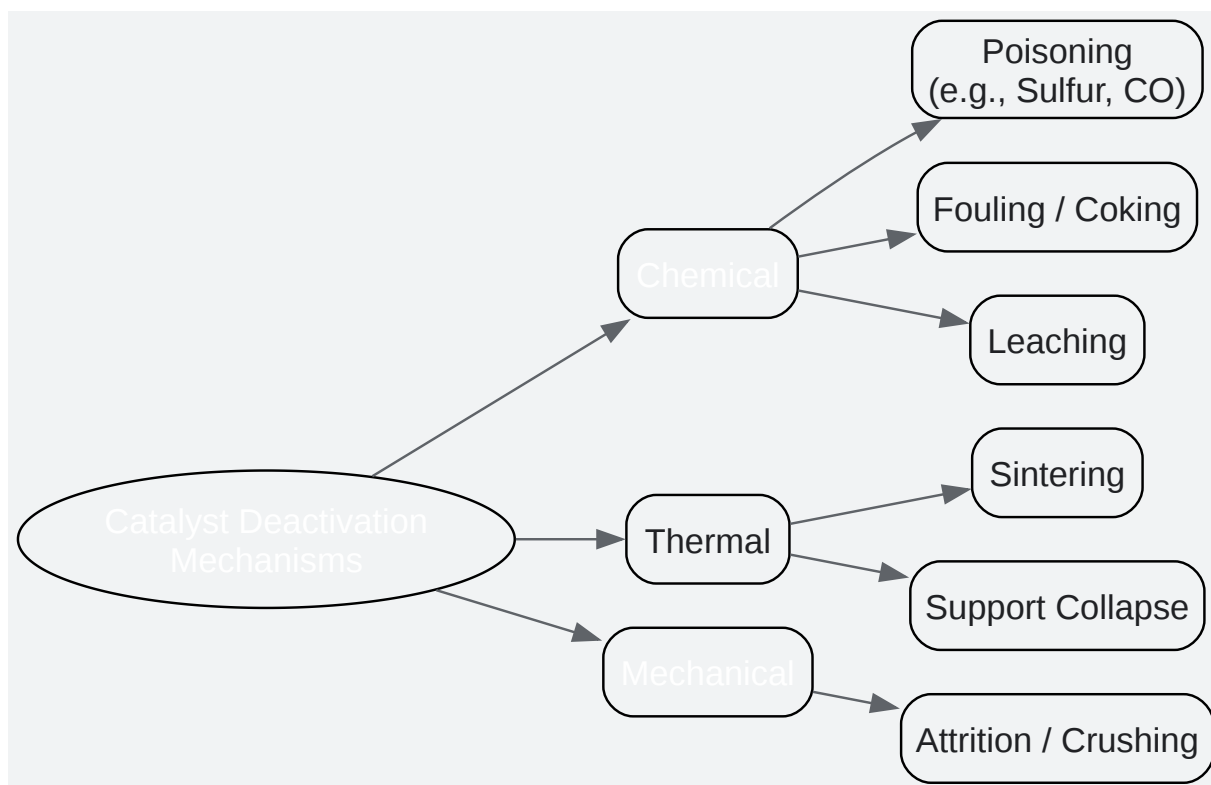 Poisoning
(e.g., Sulfur, CO)
Fouling / Coking
Chemical
Leaching
Sintering
Catalyst Deactivation
Mechanisms
Thermal
Support Collapse
Mechanical
Attrition / Crushing